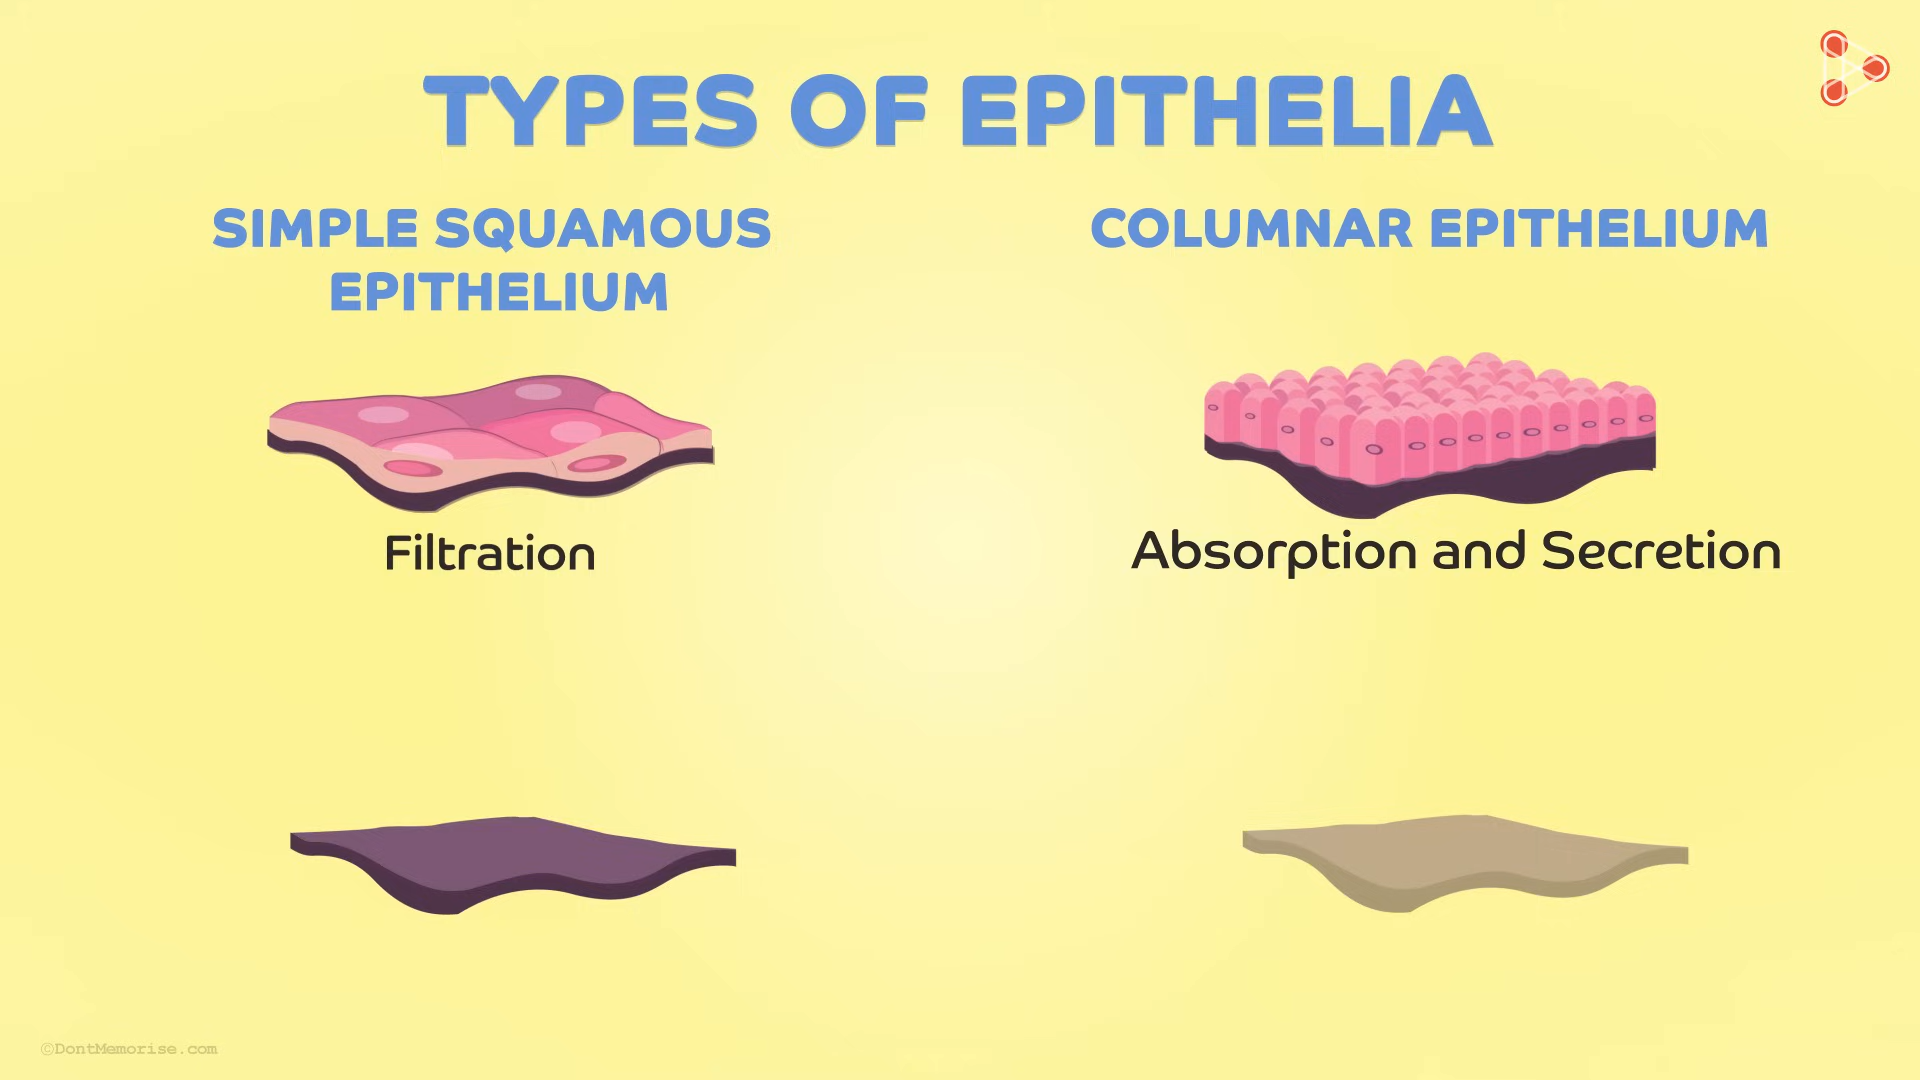 TYPES OF EPITHELIA
SIMPLE SQUAMOUS
EPITHELIUM
COLUMNAR EPITHELIUM
Filtration
Absorption and Secretion
©DontMemorise.com